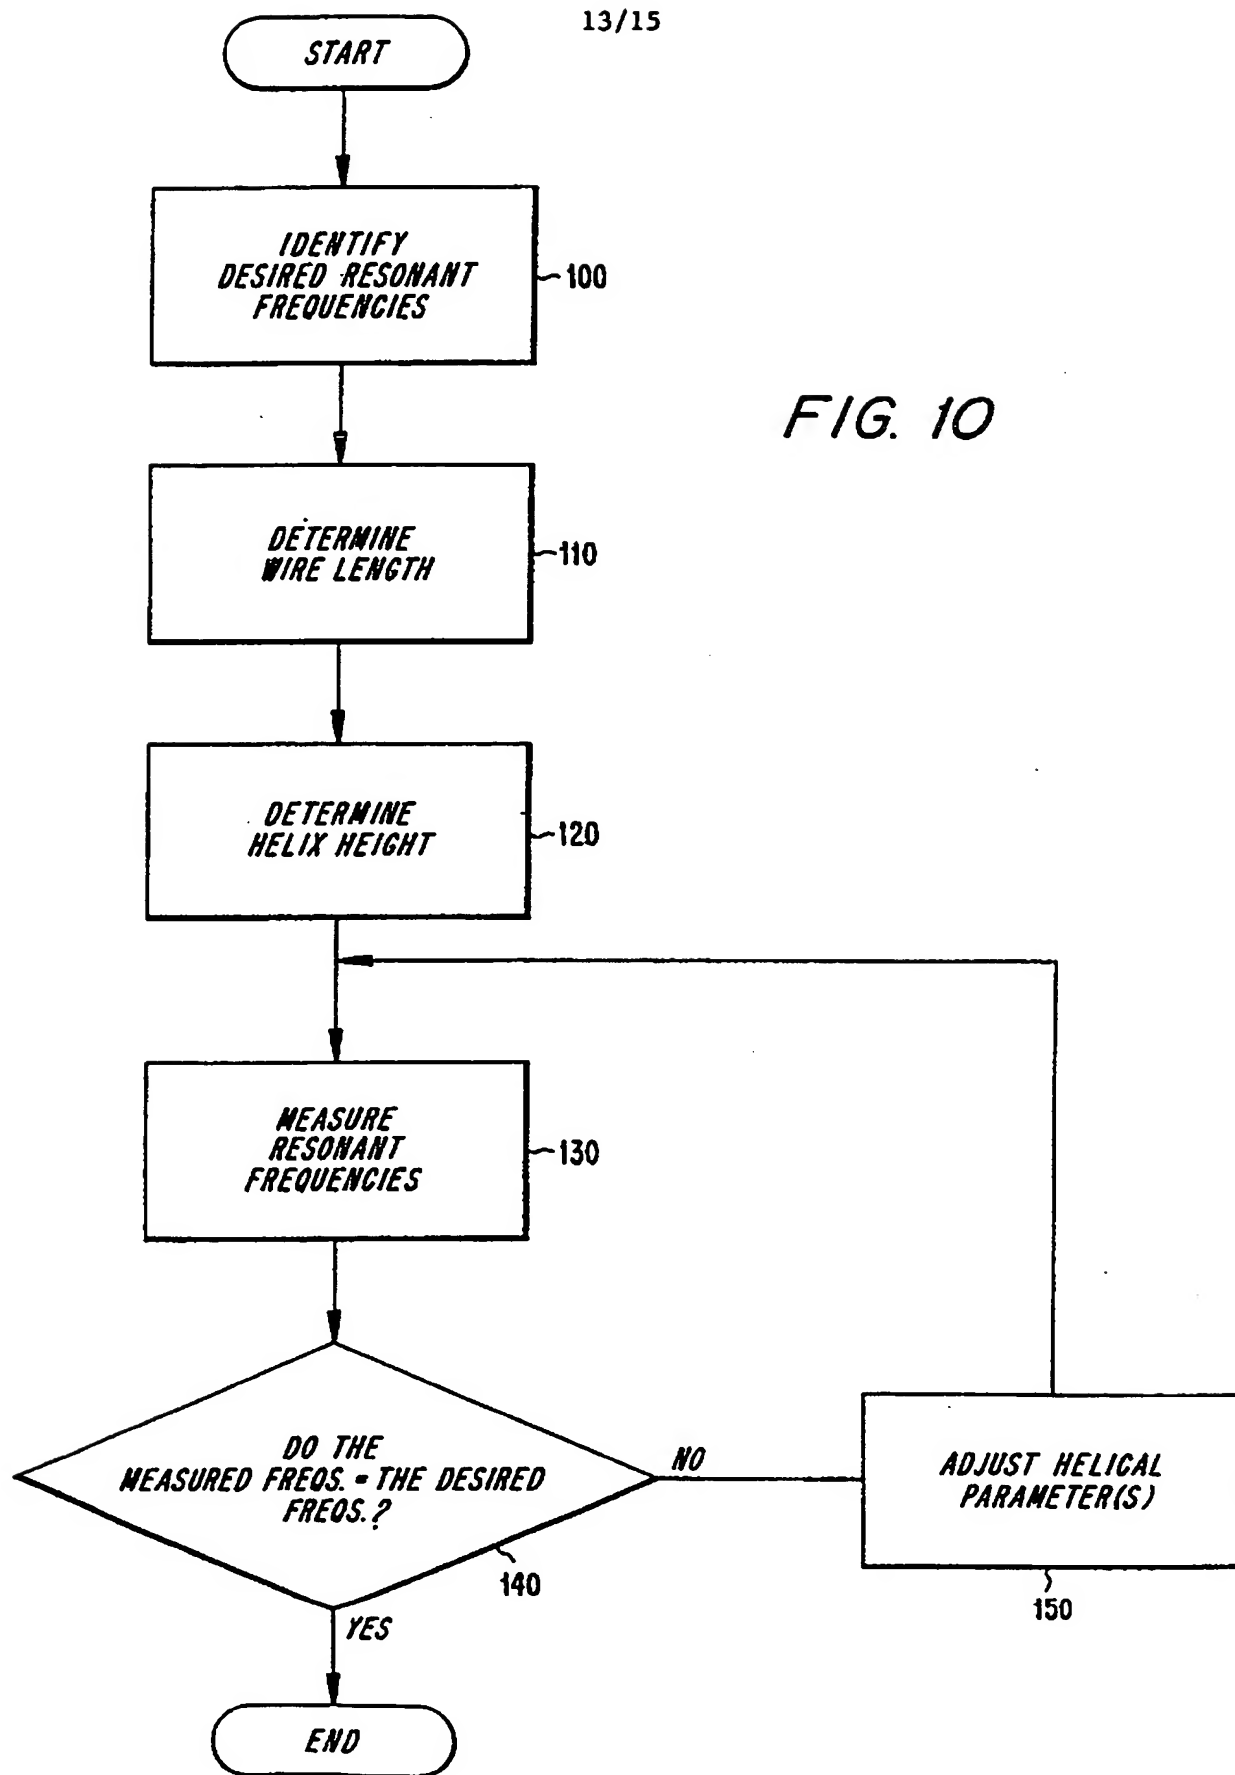 13/15
START
IDENTIFY
DESIRED RESONANT
FREQUENCIES
100
FIG. 10
DETERMINE
WIRE LENGTH
110
DETERMINE
HELIX HEIGHT
120
MEASURE
RESONANT
FREQUENCIES
130
DO THE
MEASURED FREQS. = THE DESIRED
FREQS.?
140
NO
ADJUST HELICAL
PARAMETER(S)
150
YES
END